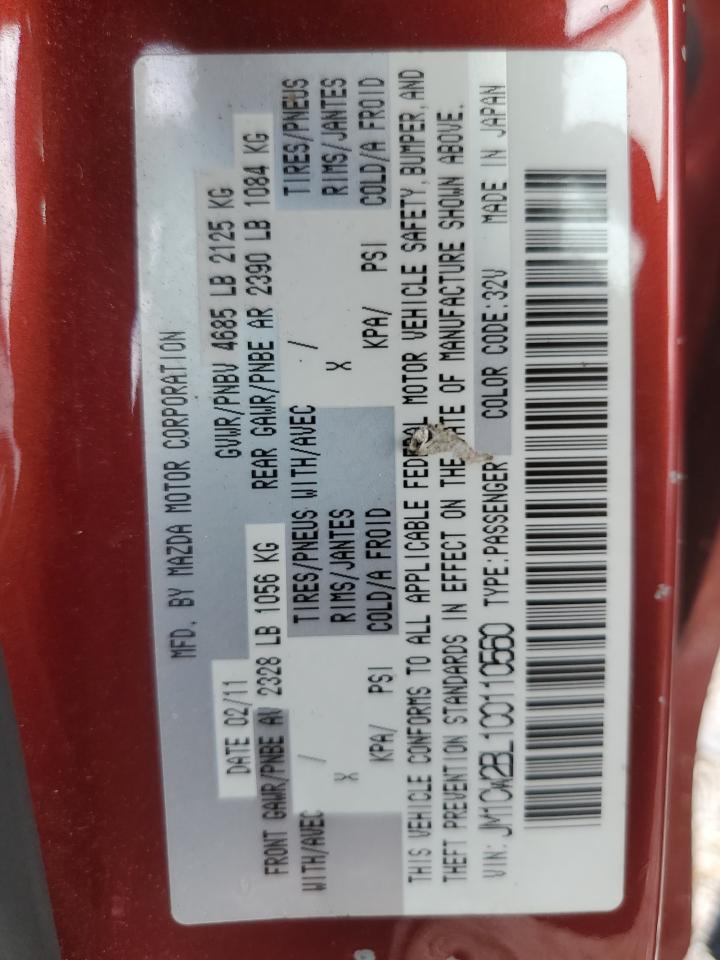 MFD. BY MAZDA MOTOR CORPORATION
DATE 02/11 GVWR/PNBV 4685 LB 2125 KG
FRONT GAWR/PNBE AV 2328 LB 1056 KG REAR GAWR/PNBE AR 2390 LB 1084 KG
WITH/AVEC / TIRES/PNEUS WITH/AVEC / TIRES/PNEUS
X RIMS/JANTES X RIMS/JANTES
KPA/ PSI COLD/A FROID KPA/ PSI COLD/A FROID
THIS VEHICLE CONFORMS TO ALL APPLICABLE FEDERAL MOTOR VEHICLE SAFETY, BUMPER, AND
THEFT PREVENTION STANDARDS IN EFFECT ON THE DATE OF MANUFACTURE SHOWN ABOVE.
VIN: JM1CW2BL1C0110560 TYPE:PASSENGER COLOR CODE:32V MADE IN JAPAN